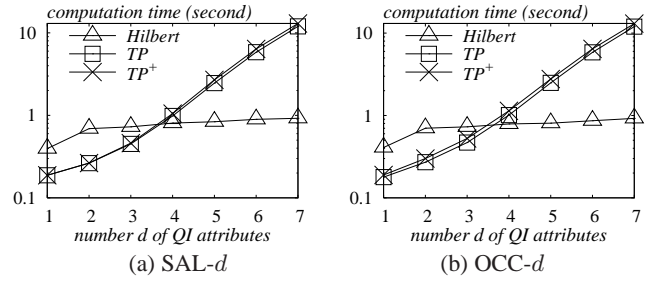 computation time (second)
10
1
0.1
Hilbert
TP
TP+
1 2 3 4 5 6 7
number d of QI attributes
(a) SAL-d
computation time (second)
10
1
0.1
Hilbert
TP
TP+
1 2 3 4 5 6 7
number d of QI attributes
(b) OCC-d